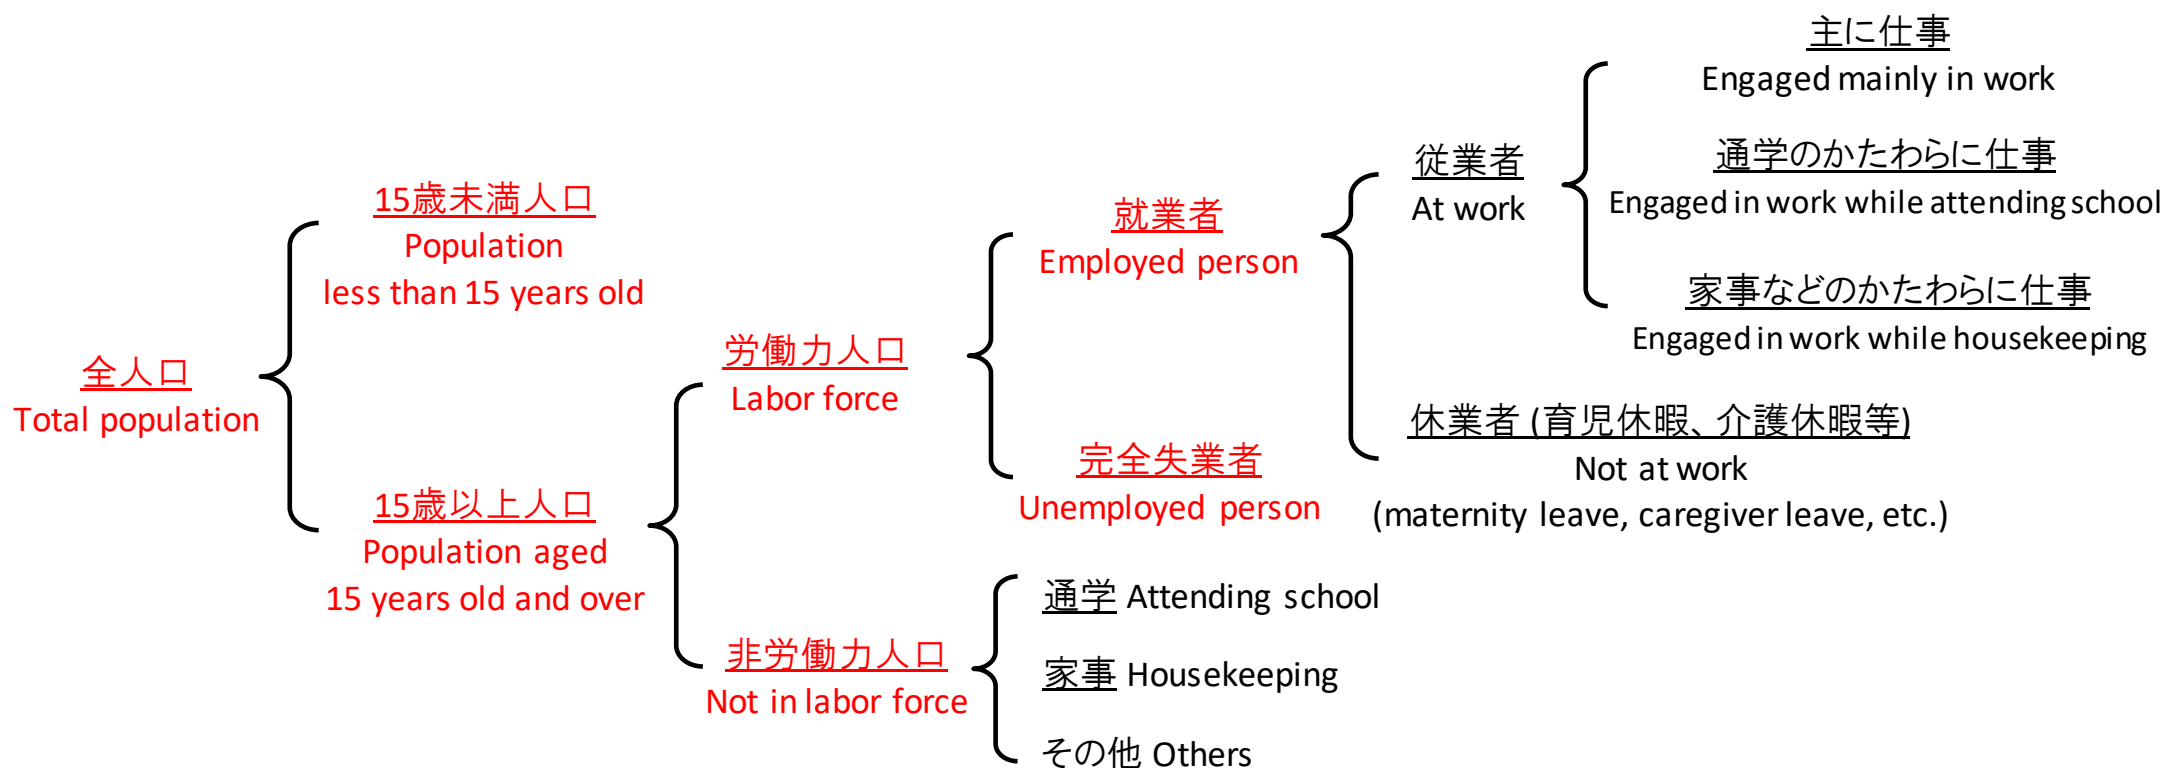 全人口
Total population
15歳未満人口
Population
less than 15 years old
15歳以上人口
Population aged
15 years old and over
労働力人口
Labor force
非労働力人口
Not in labor force
就業者
Employed person
完全失業者
Unemployed person
通学 Attending school
家事 Housekeeping
その他 Others
従業者
At work
休業者 (育児休暇、介護休暇等)
Not at work
(maternity leave, caregiver leave, etc.)
主に仕事
Engaged mainly in work
通学のかたわらに仕事
Engaged in work while attending school
家事などのかたわらに仕事
Engaged in work while housekeeping